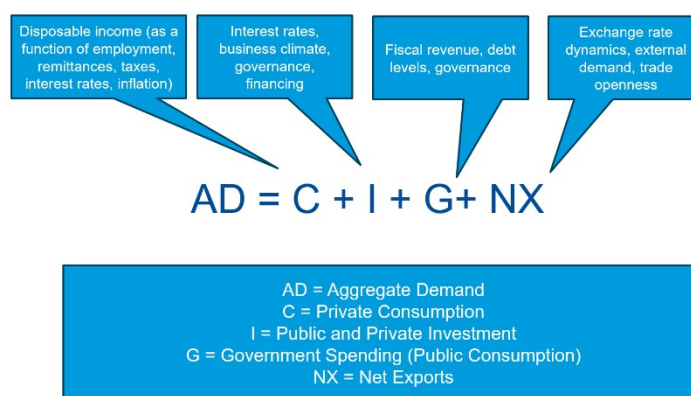 Disposable income (as a
function of employment,
remittances, taxes,
interest rates, inflation)
Interest rates,
business climate,
governance,
financing
Fiscal revenue, debt
levels, governance
Exchange rate
dynamics, external
demand, trade
openness
AD = C + I + G+ NX
AD = Aggregate Demand
C = Private Consumption
I = Public and Private Investment
G = Government Spending (Public Consumption)
NX = Net Exports